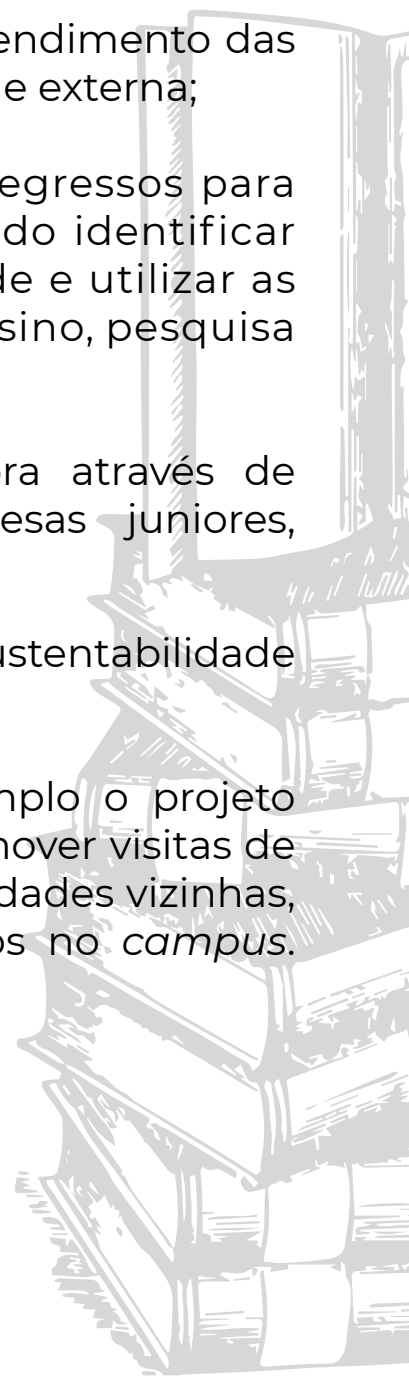 endimento das
e externa;
egressos para
do identificar
de e utilizar as
sino, pesquisa
ra através de
esas juniores,
ustentabilidade
nplo o projeto
nover visitas de
dades vizinhas,
os no campus.